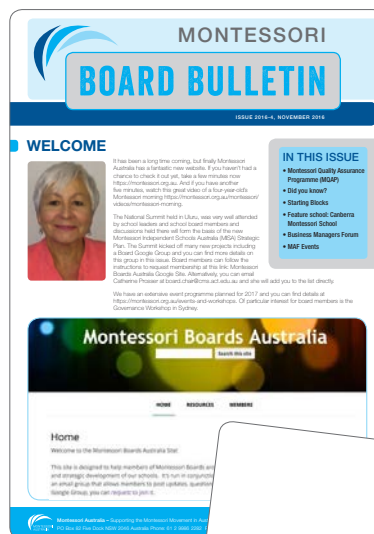 MONTESSORI
BOARD BULLETIN
ISSUE 2016-4, NOVEMBER 2016
WELCOME
It has been a long time coming, but finally Montessori
Australia has a fantastic new website. If you haven't had a
chance to check it out yet, take a few minutes now
https://montessori.org.au. And if you have another
five minutes, watch this great video of a four-year-old's
Montessori morning https://montessori.org.au/montessori/
videos/montessori-morning.
The National Summit held in Uluru, was very well attended
by school leaders and school board members and
discussions held there will form the basis of the new
Montessori Independent Schools Australia (MISA) Strategic
Plan. The Summit kicked off many new projects including
a Board Google Group and you can find more details on
this group in this issue. Board members can follow the
instructions to request membership at this link: Montessori
Boards Australia Google Site. Alternatively, you can email
Catherine Prosser at board.chair@cms.act.edu.au and she will add you to the list directly.
We have an extensive event programme planned for 2017 and you can find details at
https://montessori.org.au/events-and-workshops. Of particular interest for board members is the
Governance Workshop in Sydney.
IN THIS ISSUE
• Montessori Quality Assurance
Programme (MQAP)
• Did you know?
• Starting Blocks
• Feature school: Canberra
Montessori School
• Business Managers Forum
• MAF Events
Montessori Boards Australia
Search this site
HOME RESOURCES MEMBERS
Home
Welcome to the Montessori Boards Australia Site!
This site is designed to help members of Montessori Boards
and strategic development of our schools. It's run in
an email group that allows members to post updates,
Google Group, you can request to join it.
Montessori Australia – Supporting the Montessori Movement in
PO Box 92 Five Dock NSW 2046 Australia Phone: 61 2